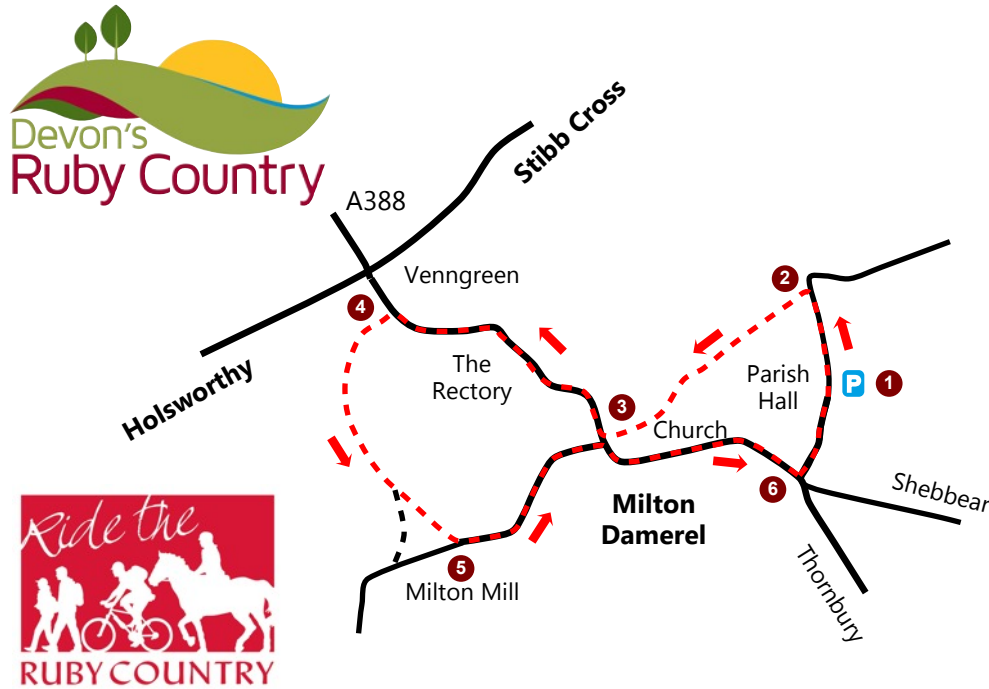 Devon's
Ruby Country
Stibb Cross
A388
Venngreen
2
4
The
Rectory
Parish
Hall
P
1
Holsworthy
3
Church
6
Shebbear
Milton
Damerel
5
Milton Mill
Thornbury
Ride the
RUBY COUNTRY